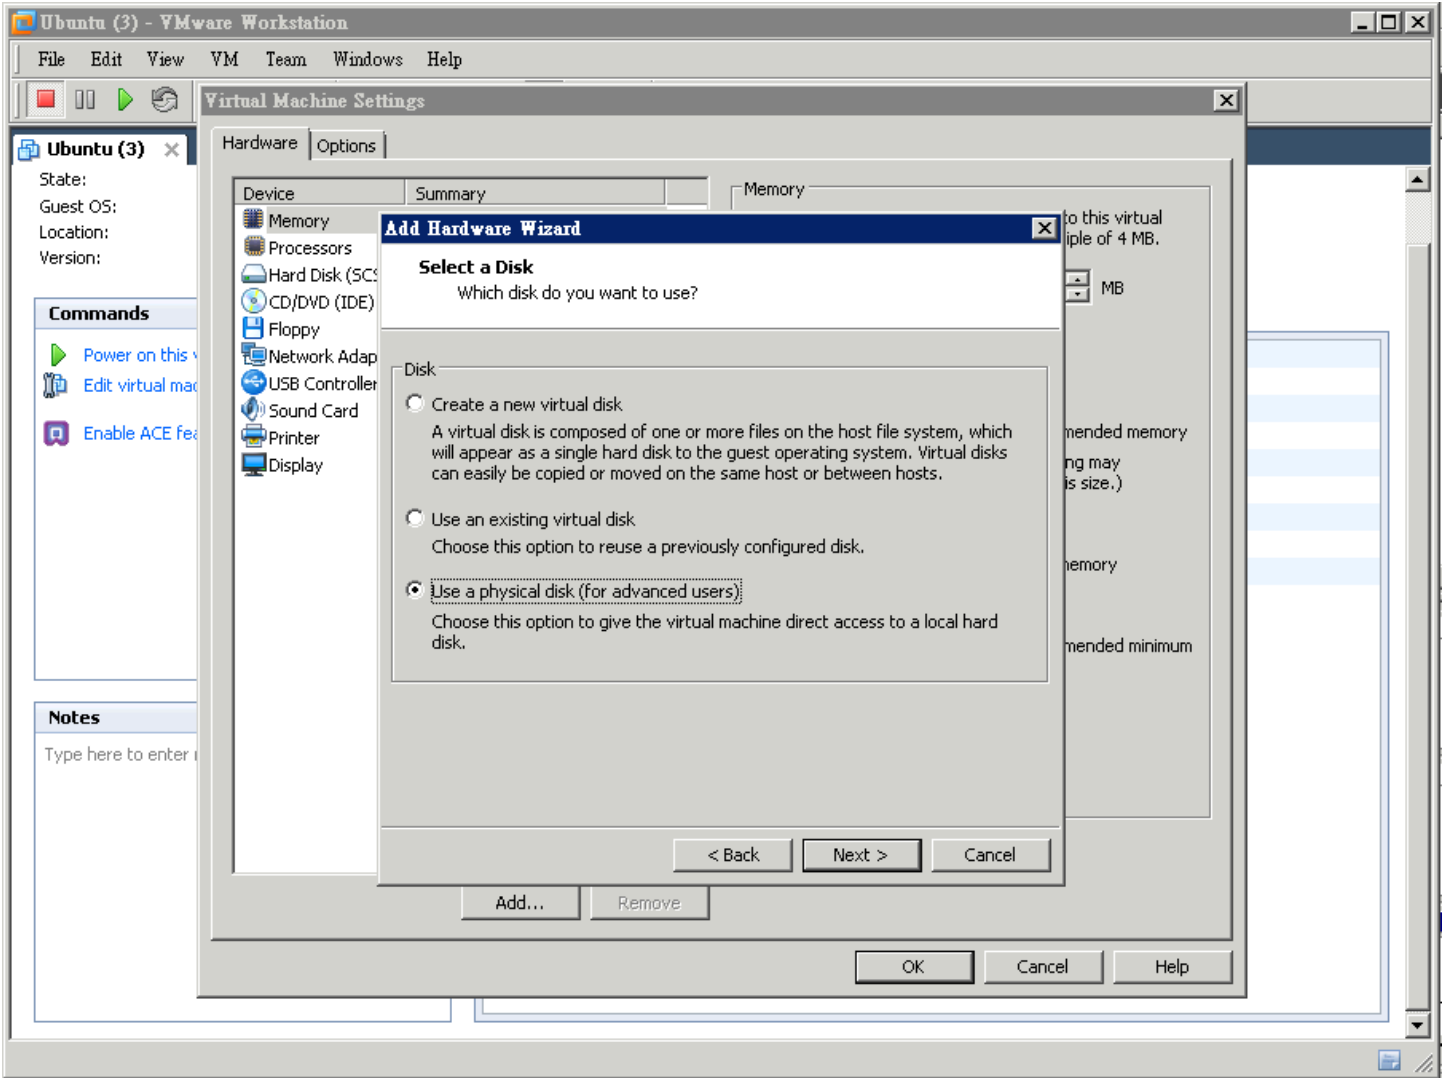 Ubuntu (3) - VMware Workstation
File Edit View VM Team Windows Help
Virtual Machine Settings
Ubuntu (3)
Hardware Options
State:
Guest OS:
Location:
Version:
Commands
Power on this
Edit virtual mac
Enable ACE fea
Notes
Type here to enter
Device Summary
Memory
Processors
Hard Disk (SCS
CD/DVD (IDE)
Floppy
Network Adap
USB Controller
Sound Card
Printer
Display
Memory
to this virtual
iple of 4 MB.
MB
mended memory
ng may
is size.)
memory
mended minimum
Add Hardware Wizard
Select a Disk
Which disk do you want to use?
Disk
Create a new virtual disk
A virtual disk is composed of one or more files on the host file system, which
will appear as a single hard disk to the guest operating system. Virtual disks
can easily be copied or moved on the same host or between hosts.
Use an existing virtual disk
Choose this option to reuse a previously configured disk.
Use a physical disk (for advanced users)
Choose this option to give the virtual machine direct access to a local hard
disk.
< Back Next > Cancel
Add... Remove
OK Cancel Help